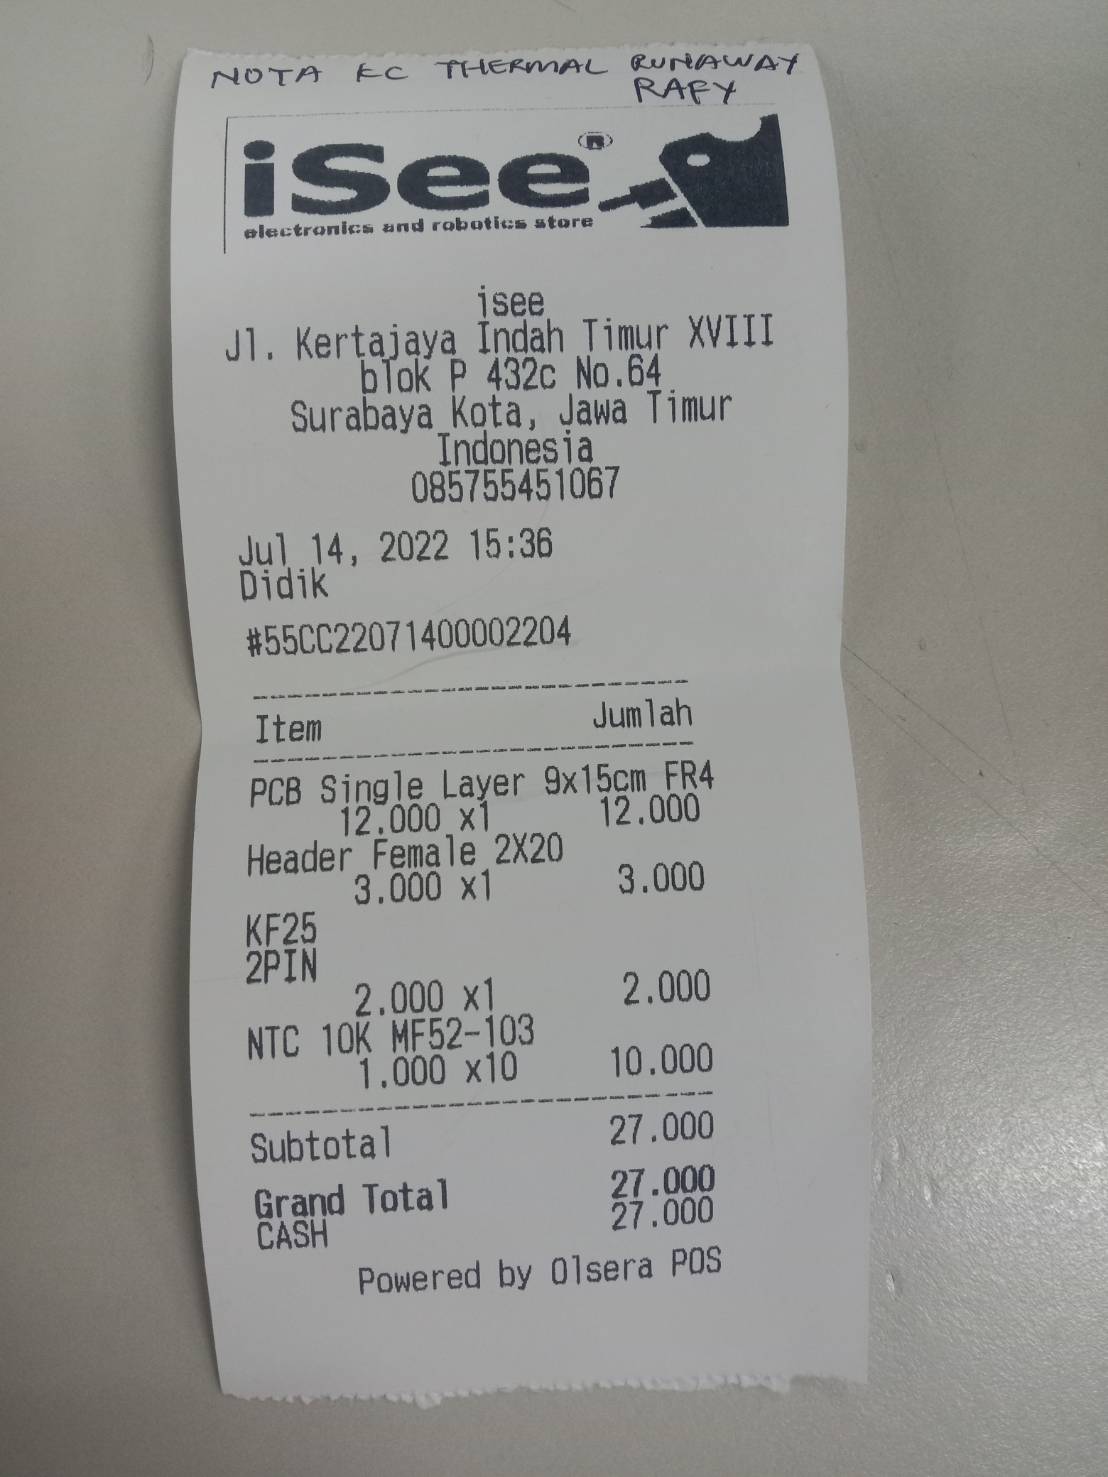 NOTA EC THERMAL RUNAWAY
RAFY
iSee®
electronics and robotics store
isee
Jl. Kertajaya Indah Timur XVIII
blok P 432c No.64
Surabaya Kota, Jawa Timur
Indonesia
085755451067
Jul 14, 2022 15:36
Didik
#55CC22071400002204
Item Jumlah
PCB Single Layer 9x15cm FR4
12.000 x1 12.000
Header Female 2X20
3.000 x1 3.000
KF25
2PIN
2.000 x1 2.000
NTC 10K MF52-103
1.000 x10 10.000
Subtotal 27.000
Grand Total 27.000
CASH 27.000
Powered by Olsera POS